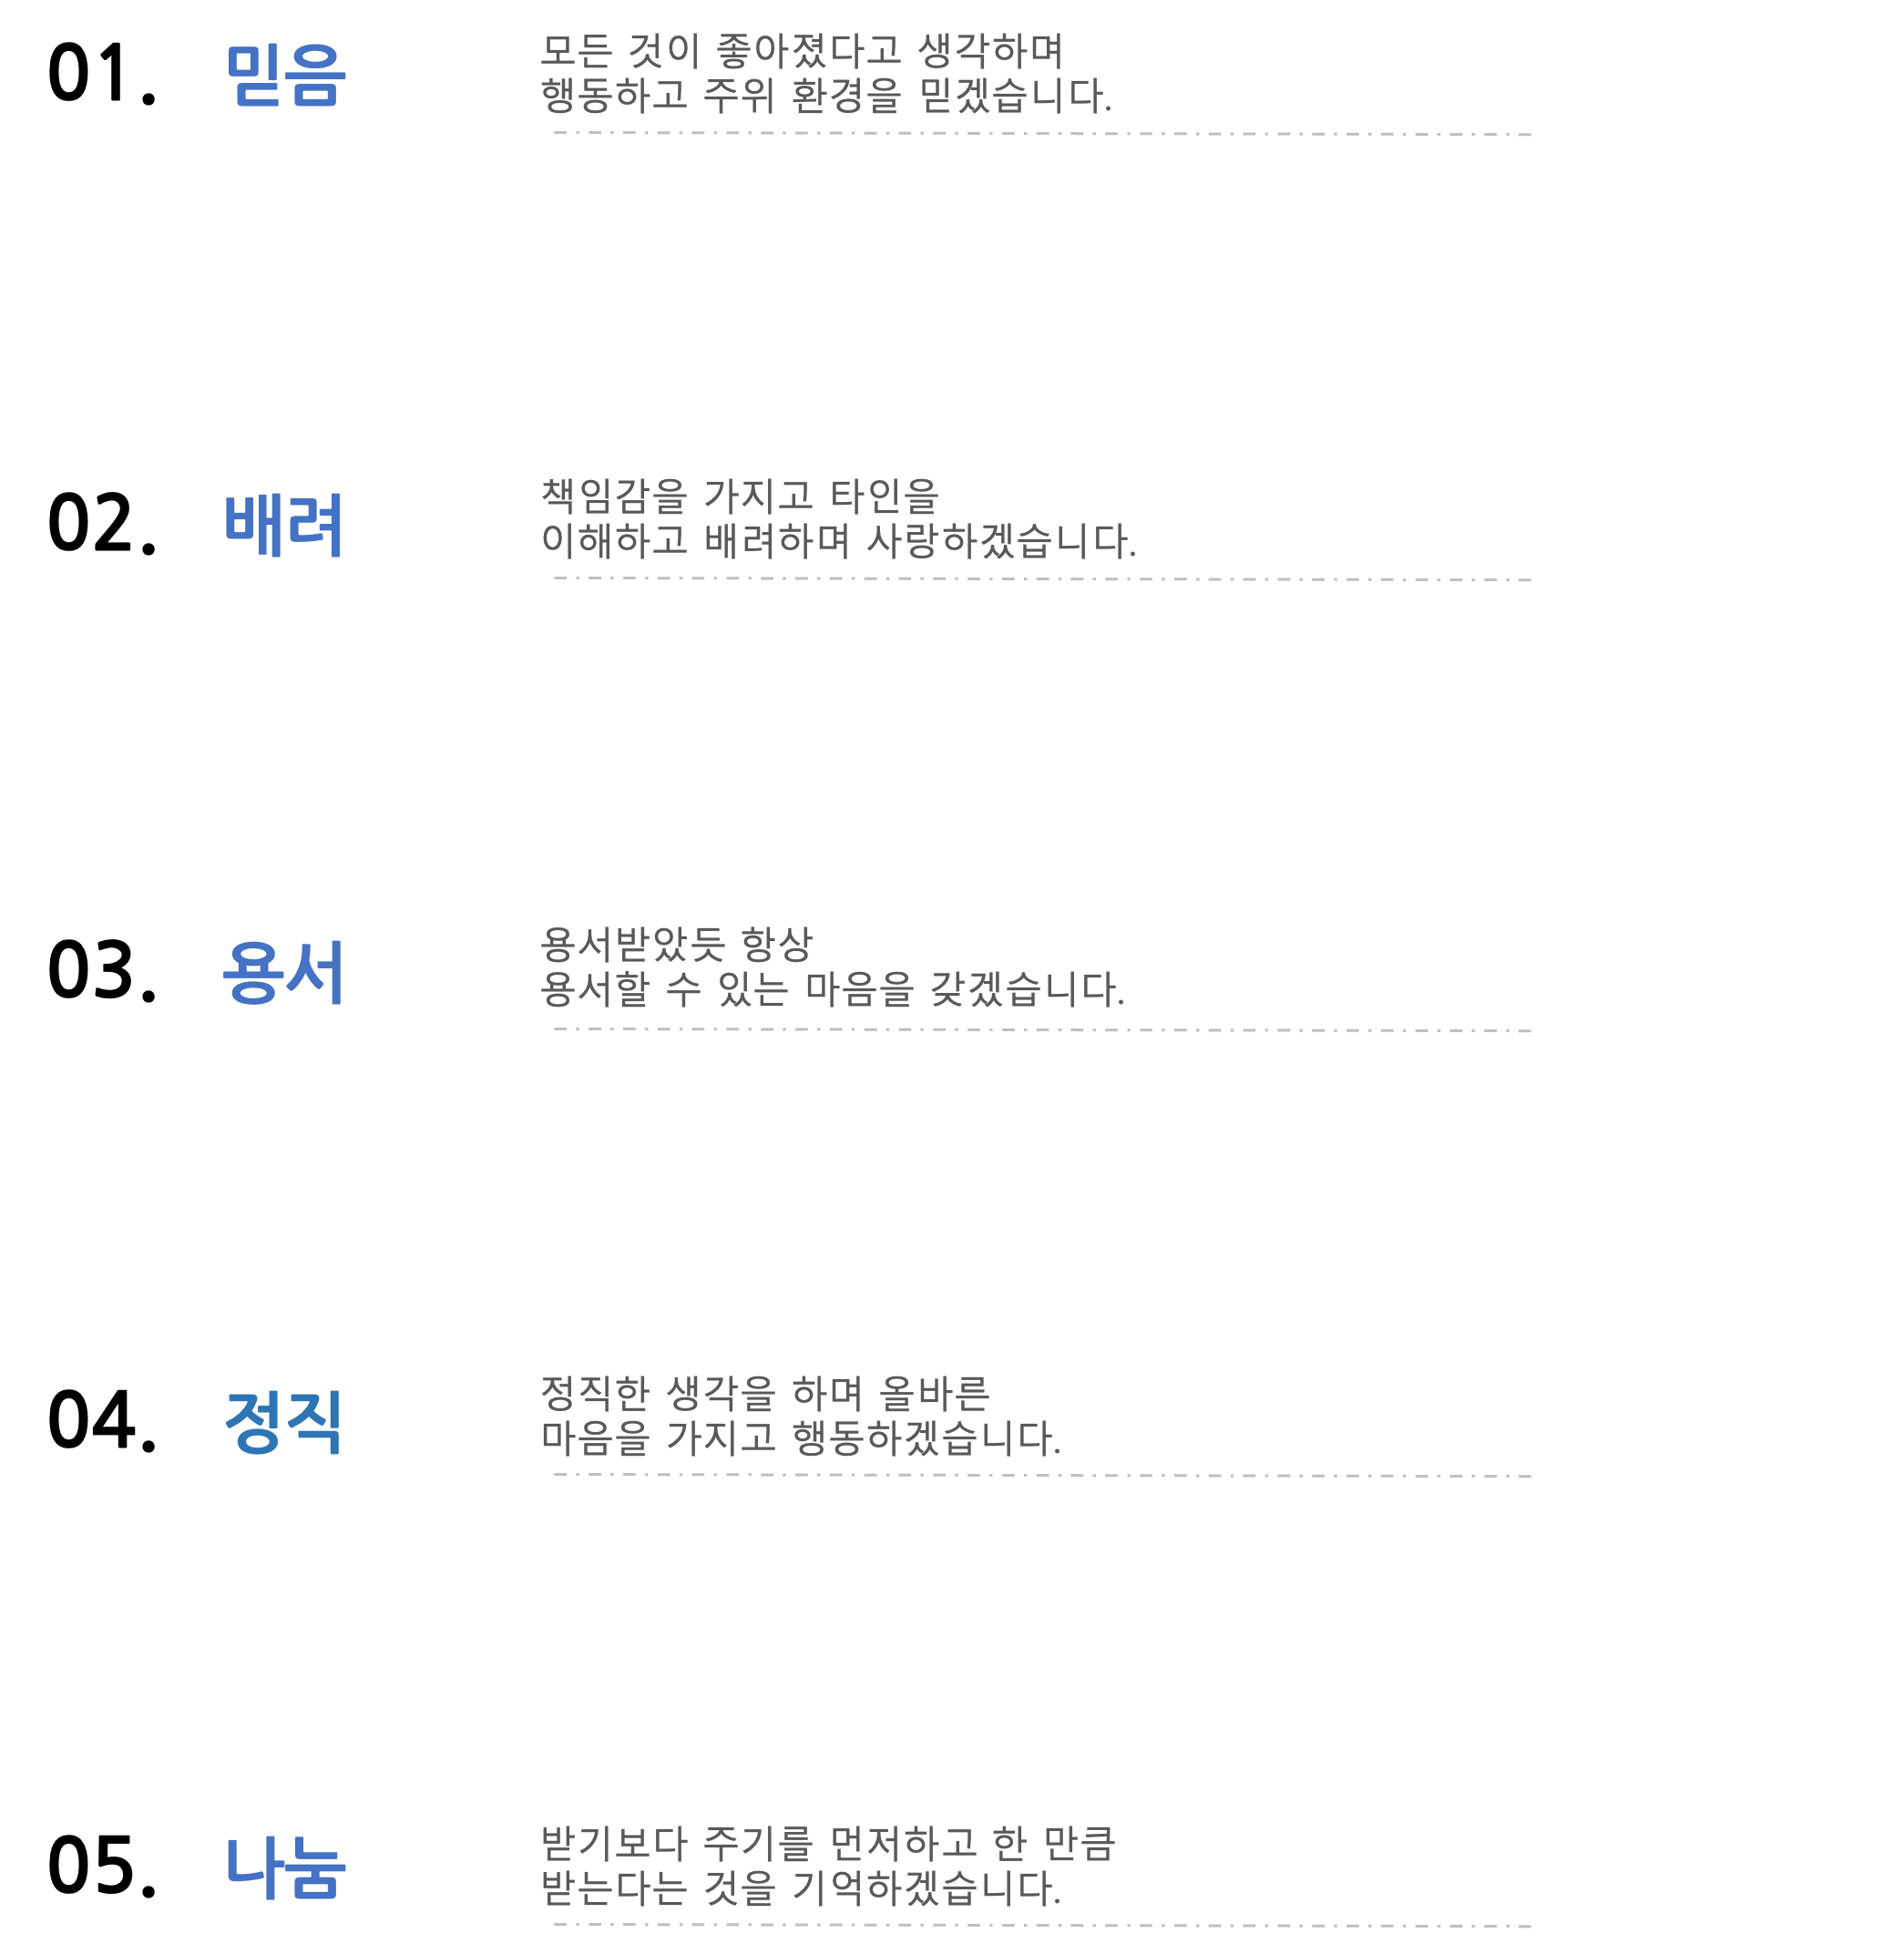 01. 믿음
모든 것이 좋아졌다고 생각하며
행동하고 주위 환경을 믿겠습니다.
02. 배려
책임감을 가지고 타인을
이해하고 배려하며 사랑하겠습니다.
03. 용서
용서받았듯 항상
용서할 수 있는 마음을 갖겠습니다.
04. 정직
정직한 생각을 하며 올바른
마음을 가지고 행동하겠습니다.
05. 나눔
받기보다 주기를 먼저하고 한 만큼
받는다는 것을 기억하겠습니다.